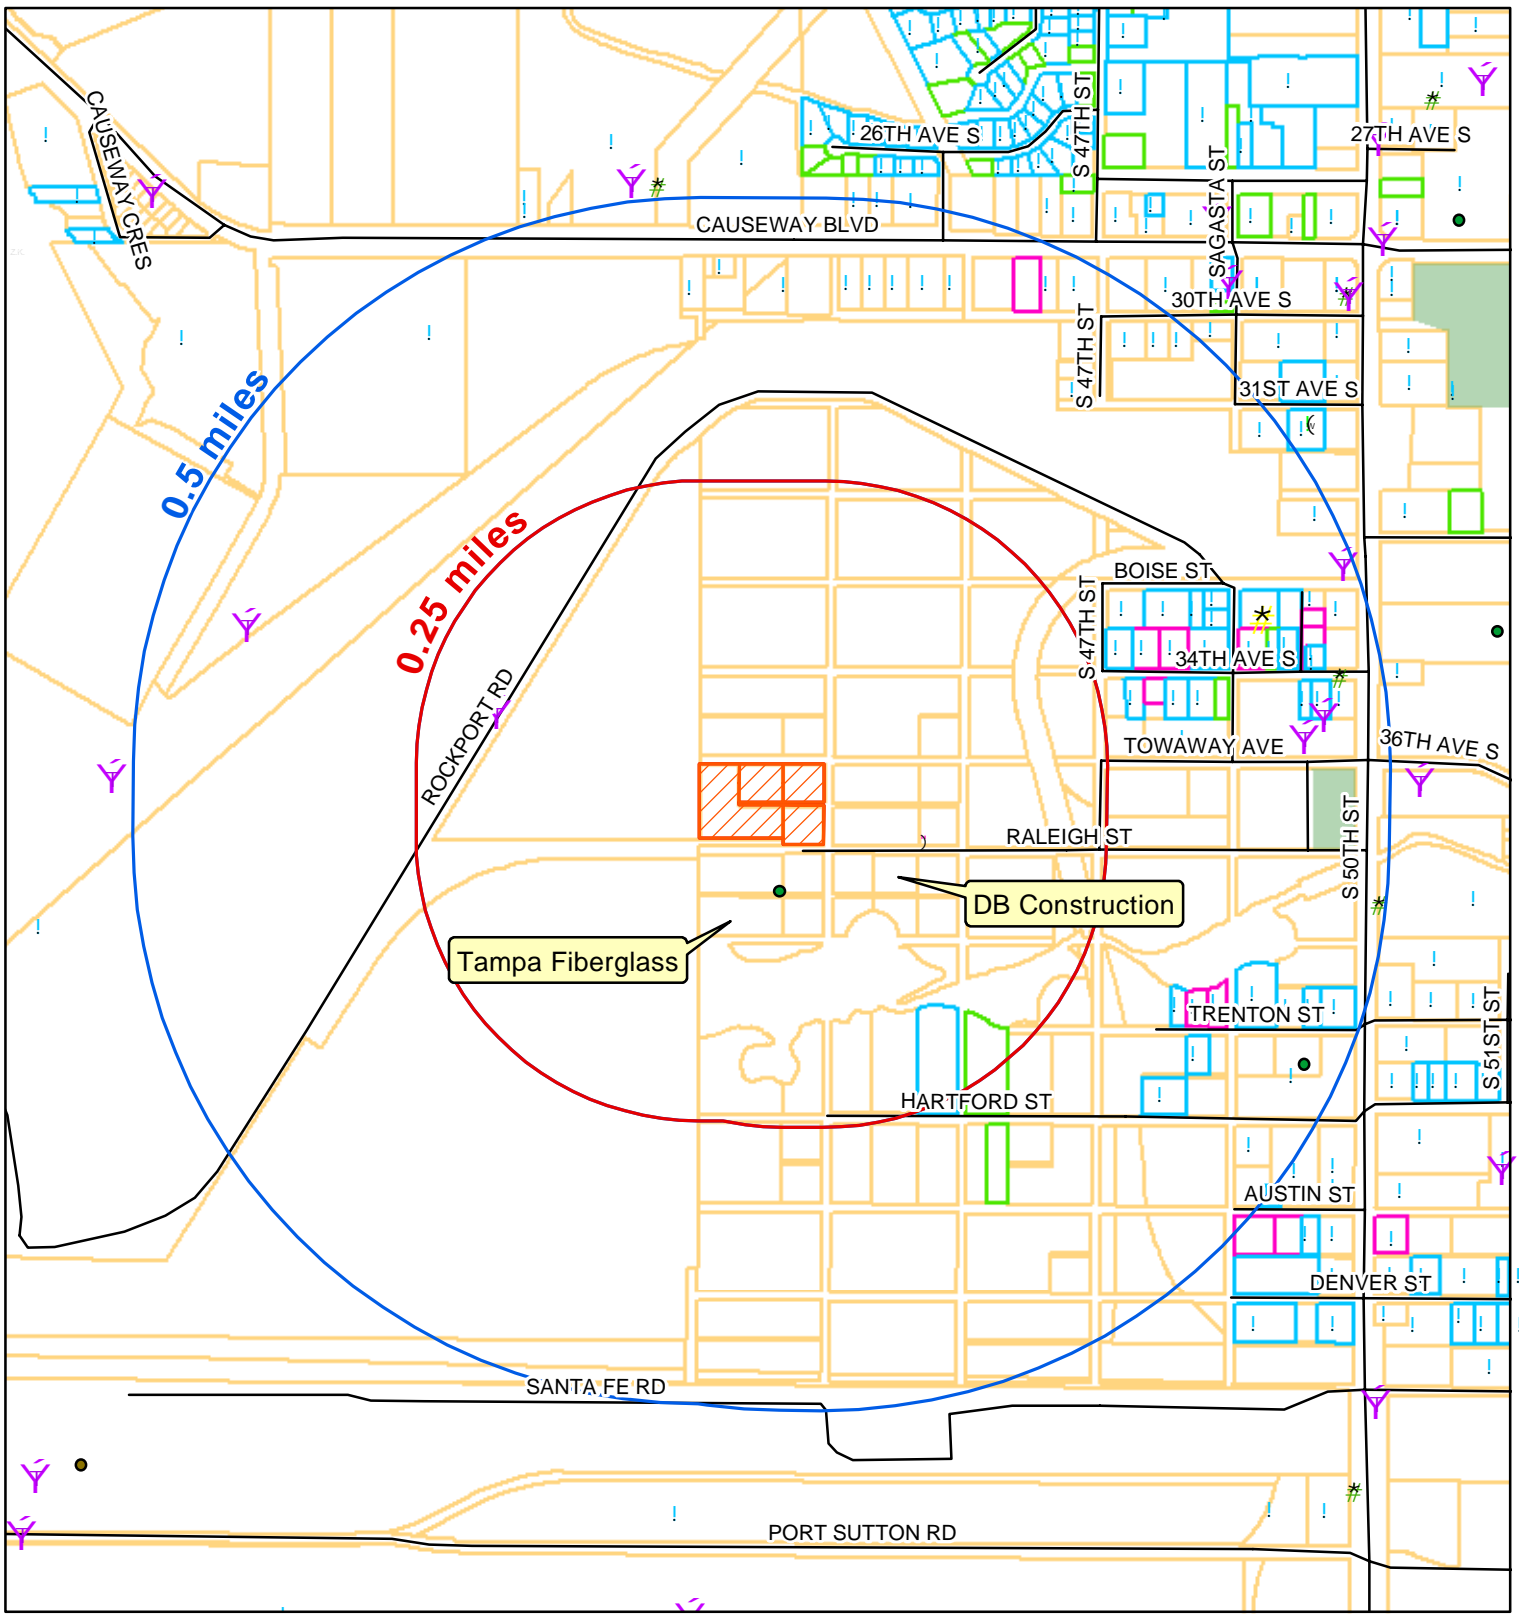 26TH AVE S
S 47TH ST
27TH AVE S
CAUSEWAY CRES
SAGASTA ST
CAUSEWAY BLVD
30TH AVE S
S 47TH ST
31ST AVE S
0.5 miles
0.25 miles
BOISE ST
S 47TH ST
34TH AVE S
ROCKPORT RD
TOWAWAY AVE
36TH AVE S
RALEIGH ST
S 50TH ST
DB Construction
Tampa Fiberglass
TRENTON ST
S 51ST ST
HARTFORD ST
AUSTIN ST
DENVER ST
SANTA FE RD
PORT SUTTON RD